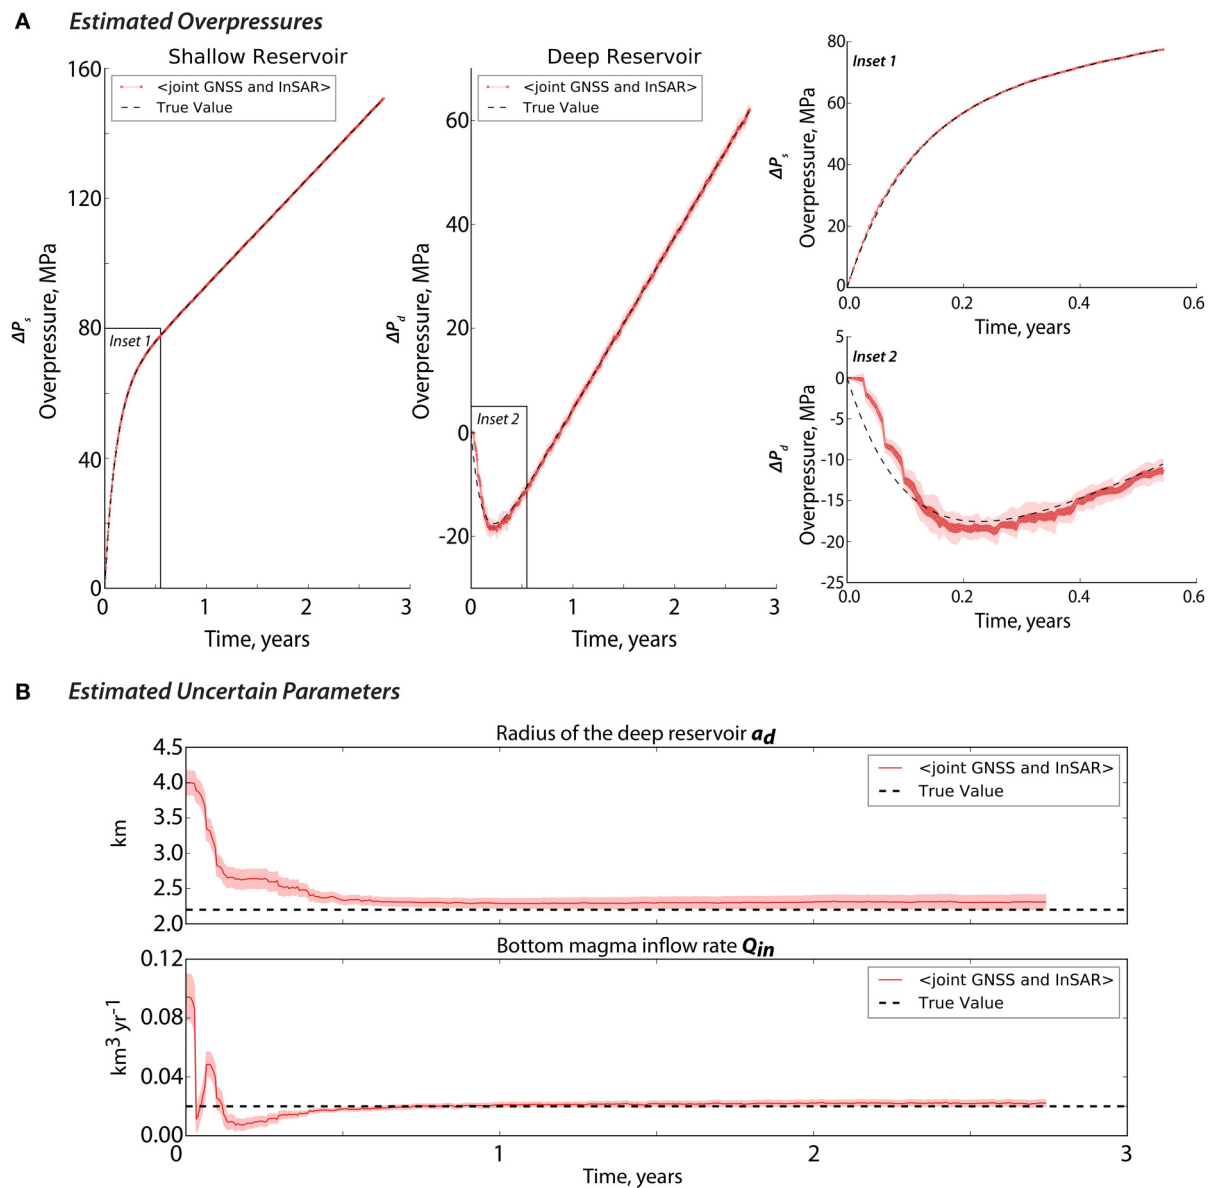 A Estimated Overpressures
Shallow Reservoir
<joint GNSS and InSAR>
True Value
160
120
80
40
0
ΔPs
Overpressure, MPa
Inset 1
0 1 2 3
Time, years
Deep Reservoir
<joint GNSS and InSAR>
True Value
60
40
20
0
-20
ΔPd
Overpressure, MPa
Inset 2
0 1 2 3
Time, years
Inset 1
80
60
40
20
0
ΔPs
Overpressure, MPa
0.0 0.2 0.4 0.6
Time, years
Inset 2
5
0
-5
-10
-15
-20
-25
ΔPd
Overpressure, MPa
0.0 0.2 0.4 0.6
Time, years
B Estimated Uncertain Parameters
Radius of the deep reservoir ad
<joint GNSS and InSAR>
True Value
4.5
4.0
3.5
3.0
2.5
2.0
km
Bottom magma inflow rate Qin
<joint GNSS and InSAR>
True Value
0.12
0.08
0.04
0.00
km3 yr-1
0 1 2 3
Time, years